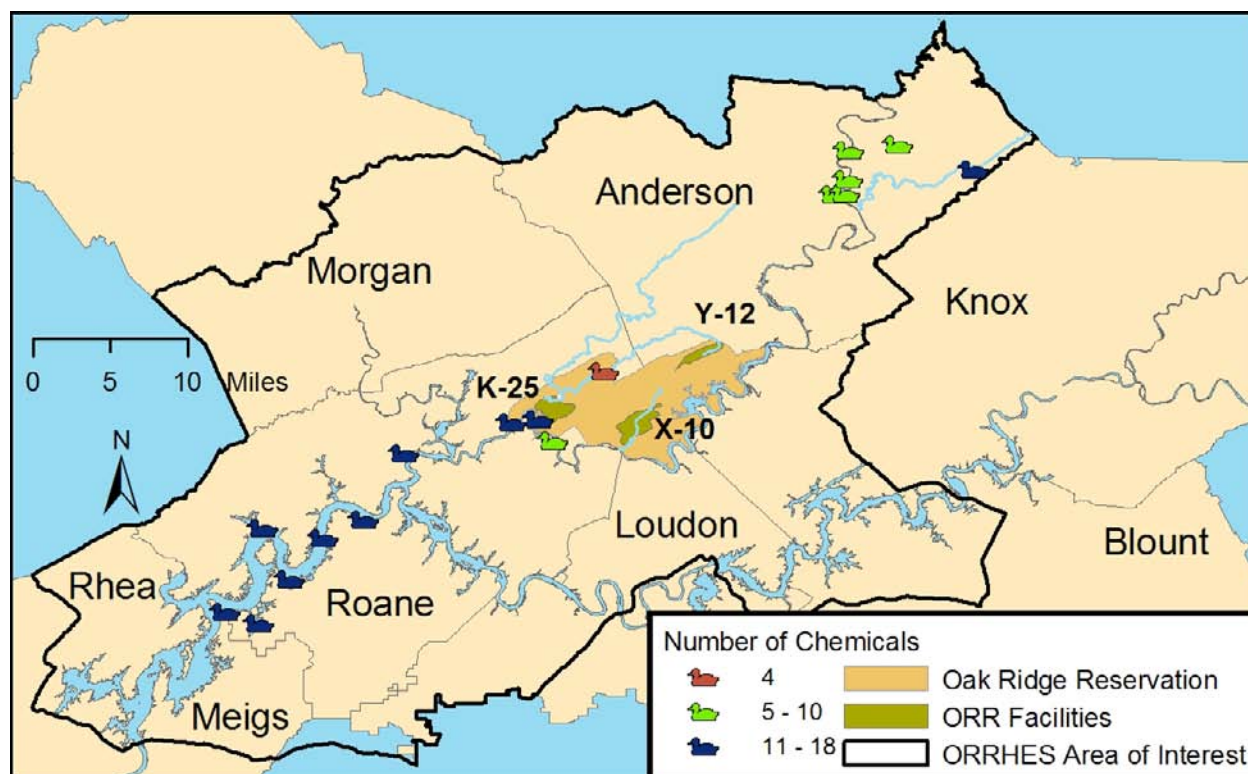 Anderson
Morgan
Knox
Y-12
0 5 10 Miles
K-25
N
X-10
Loudon
Blount
Rhea
Roane
Meigs
Number of Chemicals
4
Oak Ridge Reservation
5 - 10
ORR Facilities
11 - 18
ORRHES Area of Interest